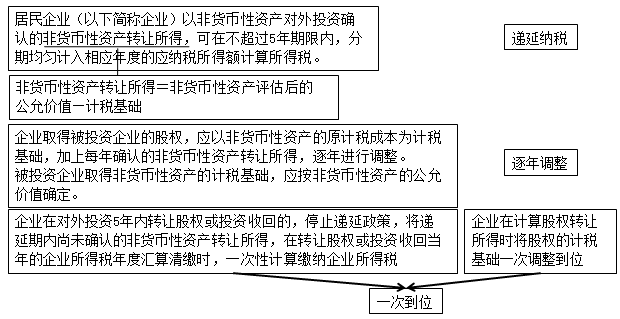 居民企业（以下简称企业）以非货币性资产对外投资确
认的非货币性资产转让所得，可在不超过5年期限内，分
期均匀计入相应年度的应纳税所得额计算所得税。
递延纳税
非货币性资产转让所得＝非货币性资产评估后的
公允价值－计税基础
企业取得被投资企业的股权，应以非货币性资产的原计税成本为计税
基础，加上每年确认的非货币性资产转让所得，逐年进行调整。
被投资企业取得非货币性资产的计税基础，应按非货币性资产的公允
价值确定。
逐年调整
企业在对外投资5年内转让股权或投资收回的，停止递延政策，将递
延期内尚未确认的非货币性资产转让所得，在转让股权或投资收回当
年的企业所得税年度汇算清缴时，一次性计算缴纳企业所得税
企业在计算股权转让
所得时将股权的计税
基础一次调整到位
一次到位